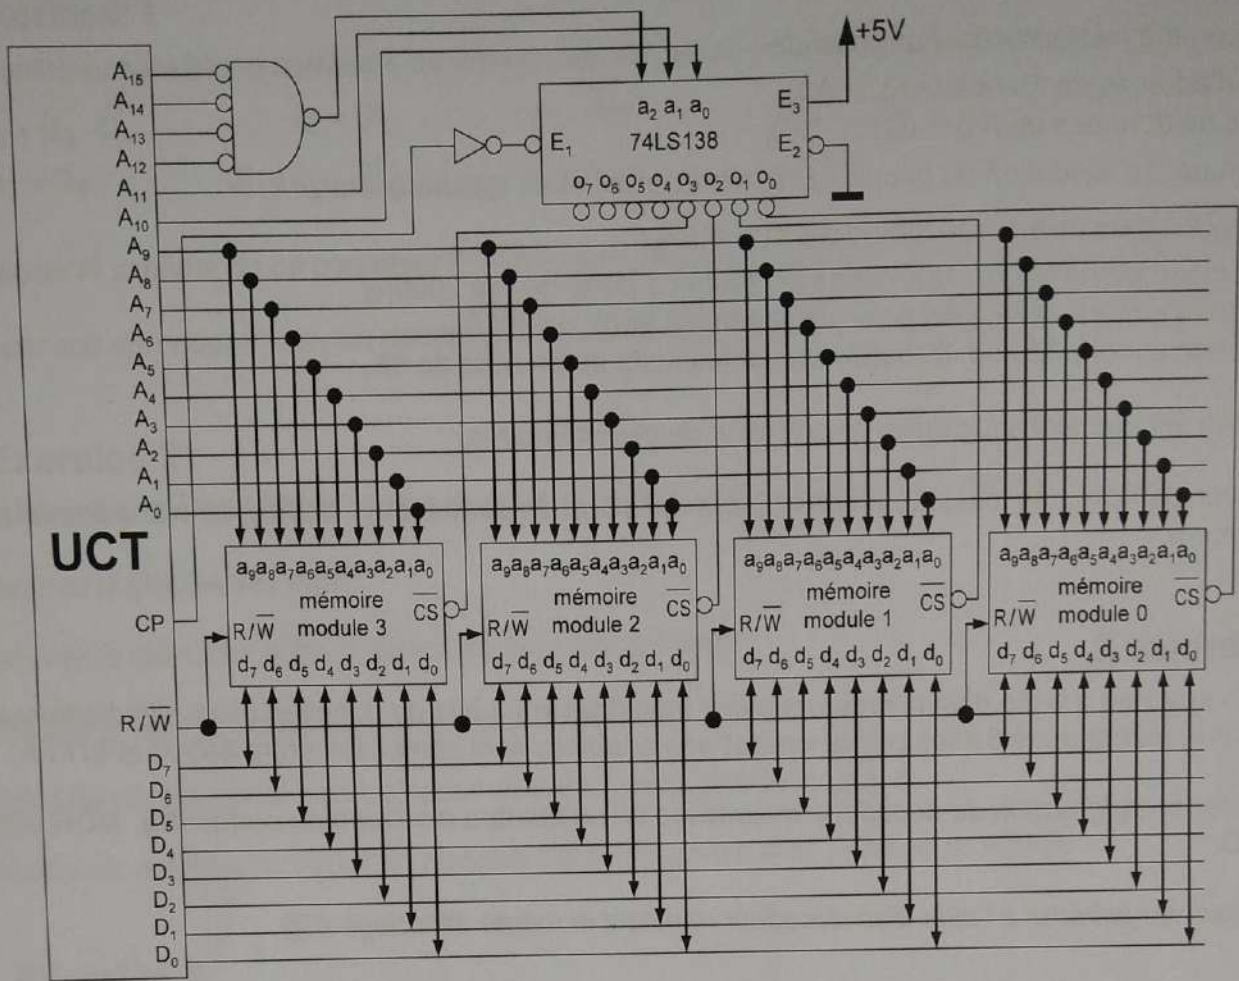 +5V
A15
A14
A13
A12
A11
A10
A9
A8
A7
A6
A5
A4
A3
A2
A1
A0
a2 a1 a0
E3
E1
74LS138
E2
o7 o6 o5 o4 o3 o2 o1 o0
UCT
CP
R/W
D7
D6
D5
D4
D3
D2
D1
D0
a9a8a7a6a5a4a3a2a1a0
mémoire
module 3
CS
R/W
d7 d6 d5 d4 d3 d2 d1 d0
a9a8a7a6a5a4a3a2a1a0
mémoire
module 2
CS
R/W
d7 d6 d5 d4 d3 d2 d1 d0
a9a8a7a6a5a4a3a2a1a0
mémoire
module 1
CS
R/W
d7 d6 d5 d4 d3 d2 d1 d0
a9a8a7a6a5a4a3a2a1a0
mémoire
module 0
CS
R/W
d7 d6 d5 d4 d3 d2 d1 d0